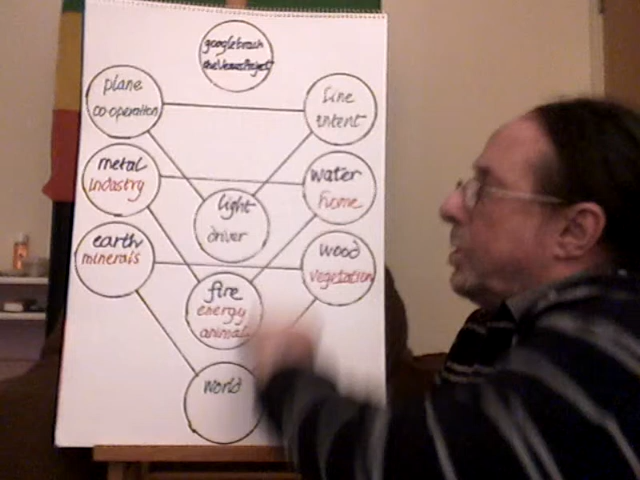 googlebrash
theVenusProject
plane
co-operation
line
intent
metal
industry
water
home
light
driver
earth
minerals
wood
vegetation
fire
energy
animal
world